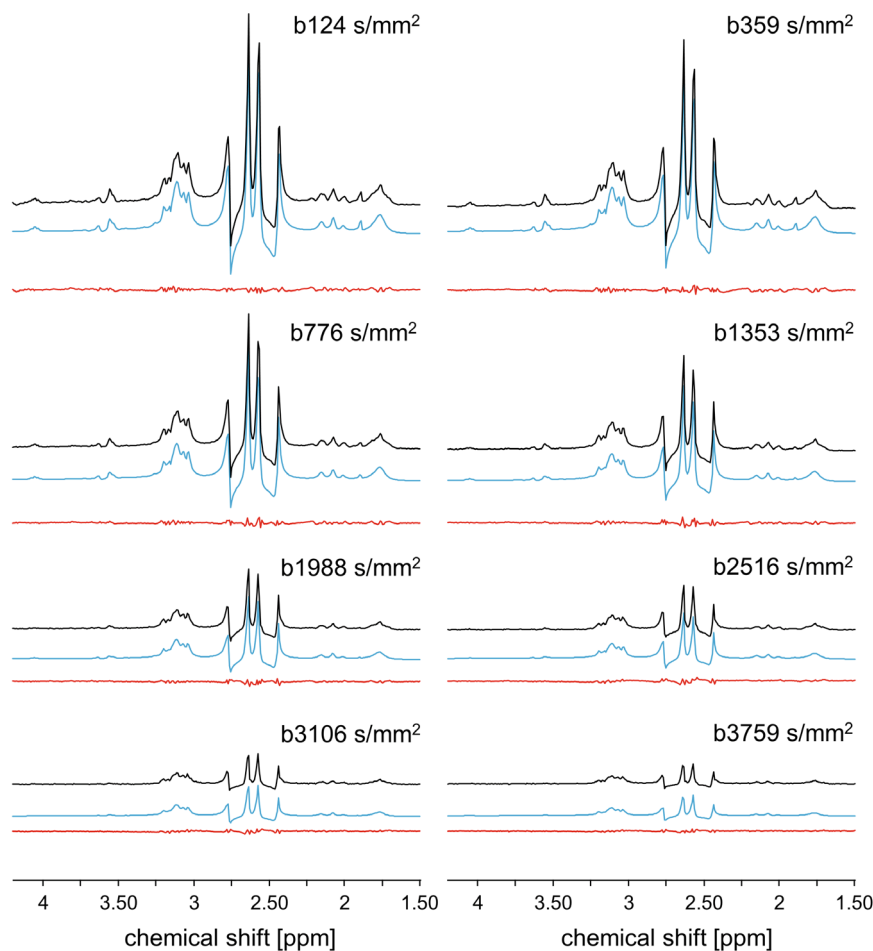 b124 s/mm²
b359 s/mm²
b776 s/mm²
b1353 s/mm²
b1988 s/mm²
b2516 s/mm²
b3106 s/mm²
b3759 s/mm²
4 3.50 3 2.50 2 1.50
4 3.50 3 2.50 2 1.50
chemical shift [ppm]
chemical shift [ppm]